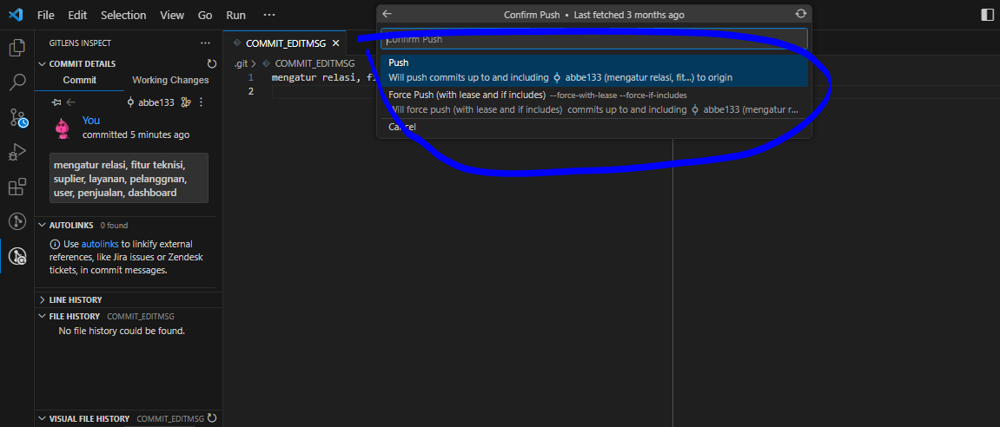 File Edit Selection View Go Run ···
Confirm Push • Last fetched 3 months ago
GITLENS INSPECT
COMMIT_EDITMSG
Confirm Push
COMMIT DETAILS
Commit Working Changes
abbe133
You
committed 5 minutes ago
mengatur relasi, fitur teknisi,
suplier, layanan, pelanggnan,
user, penjualan, dashboard
AUTOLINKS 0 found
Use autolinks to linkify external
references, like Jira issues or Zendesk
tickets, in commit messages.
LINE HISTORY
FILE HISTORY COMMIT_EDITMSG
No file history could be found.
VISUAL FILE HISTORY COMMIT_EDITMSG
.git > COMMIT_EDITMSG
1 mengatur relasi,
2
Push
Will push commits up to and including abbe133 (mengatur relasi, fit...) to origin
Force Push (with lease and if includes) --force-with-lease --force-if-includes
Will force push (with lease and if includes) commits up to and including abbe133 (mengatur r...
Cancel